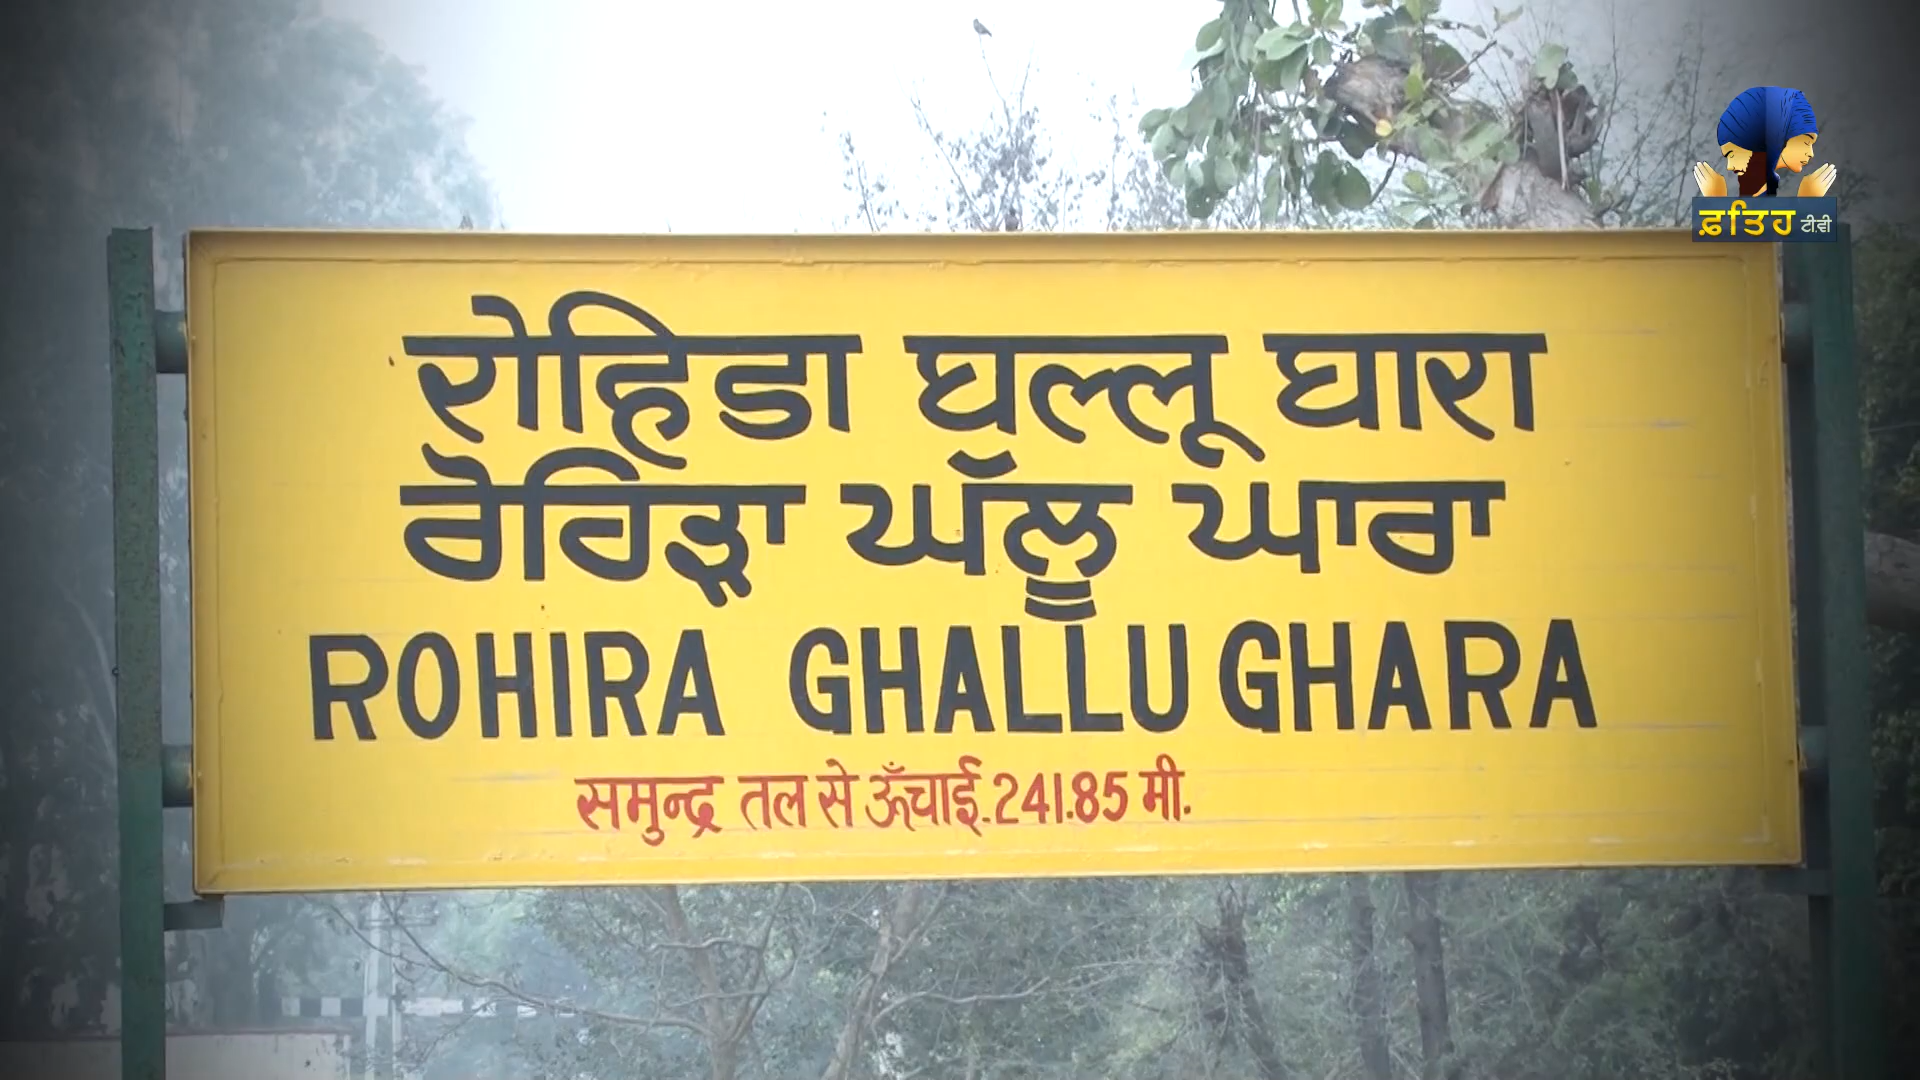 ਫ਼ਤਿਹ ਟੀ.ਵੀ
रोहिडा घल्लू घारा
ਰੋਹਿੜਾ ਘੱਲੂ ਘਾਰਾ
ROHIRA GHALLU GHARA
समुन्द्र तल से ऊँचाई.241.85 मी.